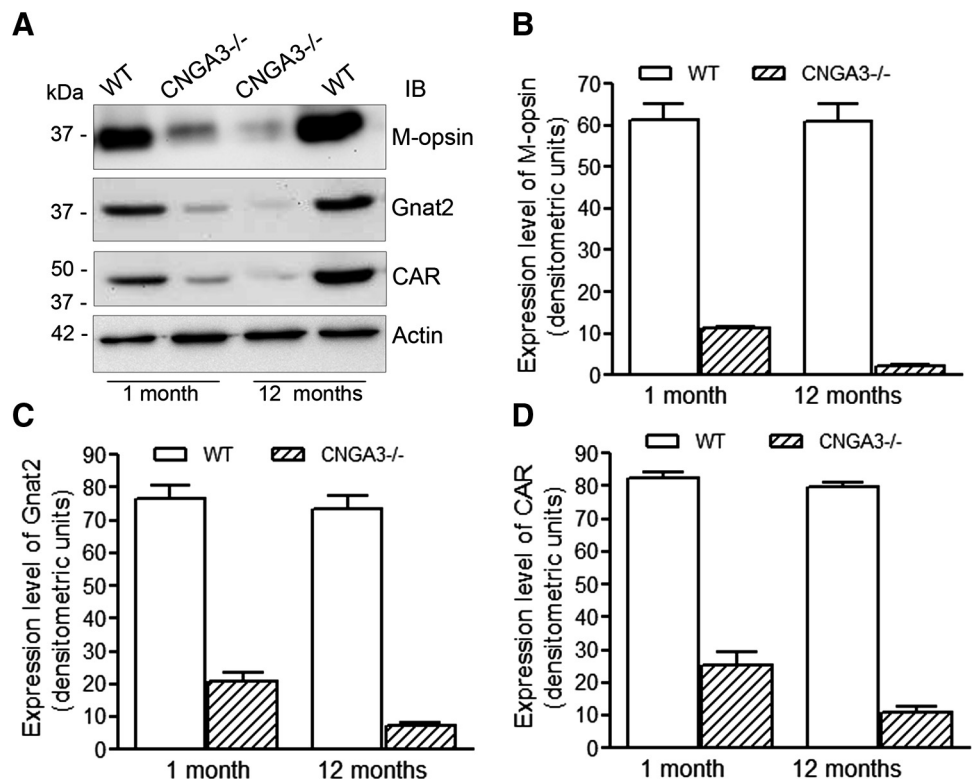 A
WT CNGA3-/- CNGA3-/- WT
kDa IB
37 - M-opsin
37 - Gnat2
50 - CAR
37 -
42 - Actin
1 month 12 months
B
WT CNGA3-/-
Expression level of M-opsin
(densitometric units)
70
60
50
40
30
20
10
0
1 month 12 months
C
WT CNGA3-/-
Expression level of Gnat2
(densitometric units)
90
80
70
60
50
40
30
20
10
0
1 month 12 months
D
WT CNGA3-/-
Expression level of CAR
(densitometric units)
90
80
70
60
50
40
30
20
10
0
1 month 12 months